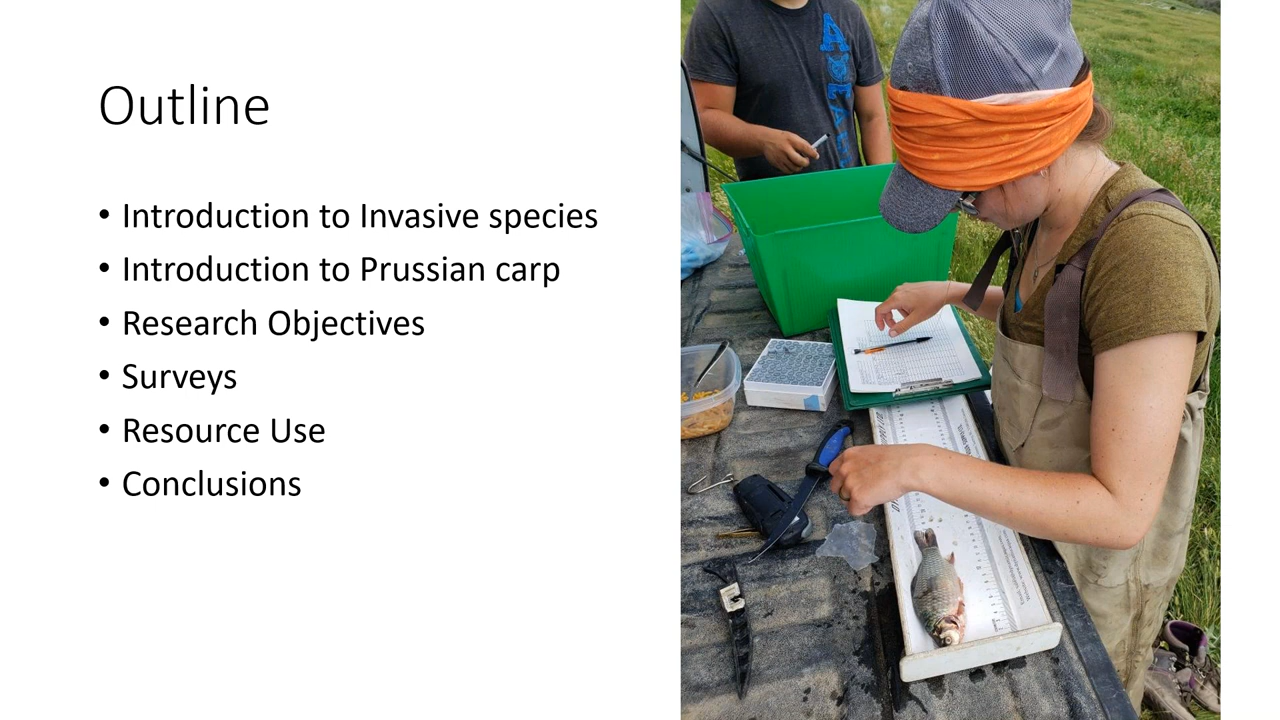 Outline
• Introduction to Invasive species
• Introduction to Prussian carp
• Research Objectives
• Surveys
• Resource Use
• Conclusions